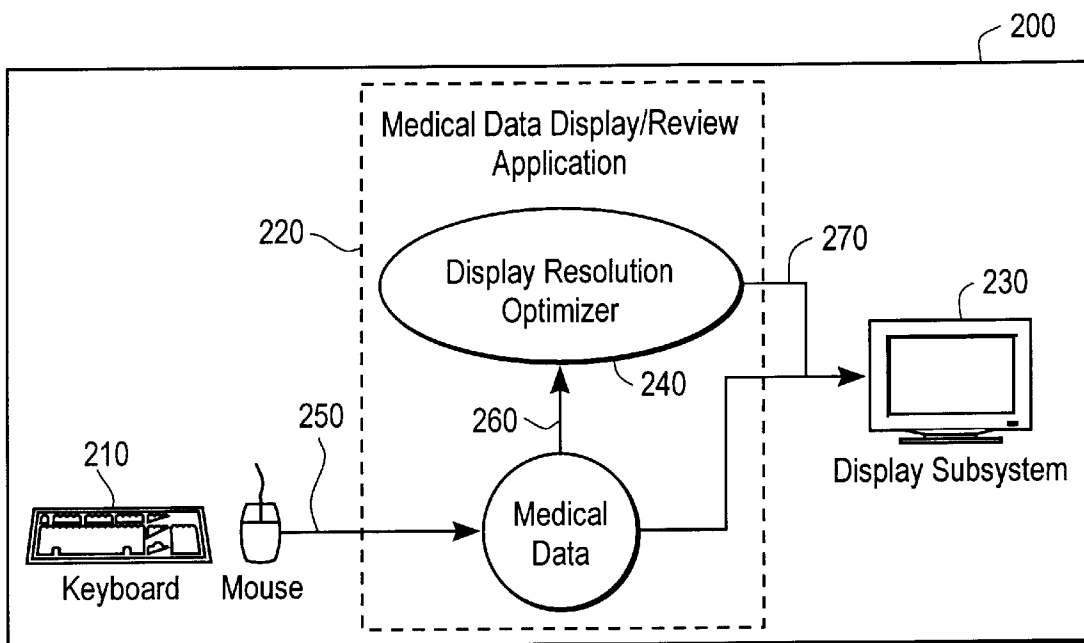 200
Medical Data Display/Review
Application
220
270
Display Resolution
Optimizer
230
240
250
260
210
Display Subsystem
Medical
Data
Keyboard
Mouse